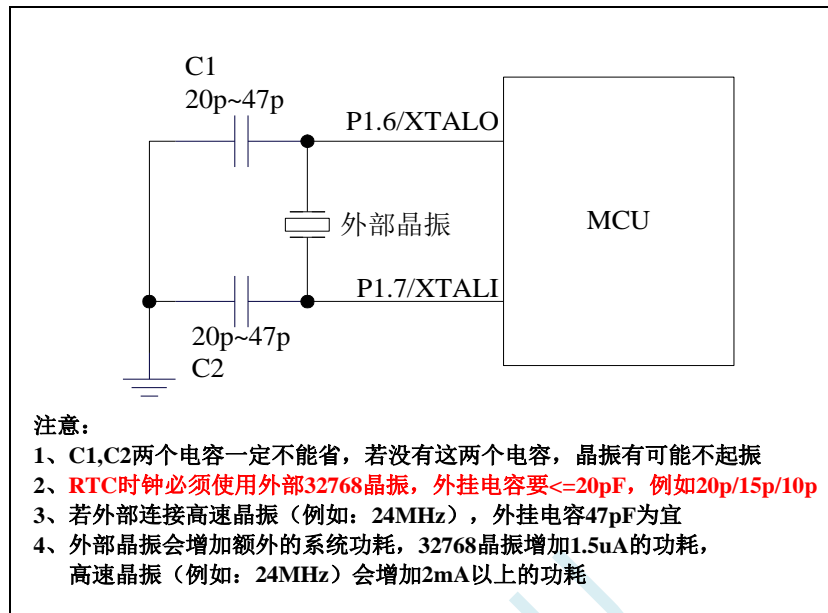 C1
20p~47p
P1.6/XTALO
外部晶振
MCU
P1.7/XTALI
20p~47p
C2
注意：
1、C1,C2两个电容一定不能省，若没有这两个电容，晶振有可能不起振
2、RTC时钟必须使用外部32768晶振，外挂电容要<=20pF，例如20p/15p/10p
3、若外部连接高速晶振（例如：24MHz），外挂电容47pF为宜
4、外部晶振会增加额外的系统功耗，32768晶振增加1.5uA的功耗，
高速晶振（例如：24MHz）会增加2mA以上的功耗